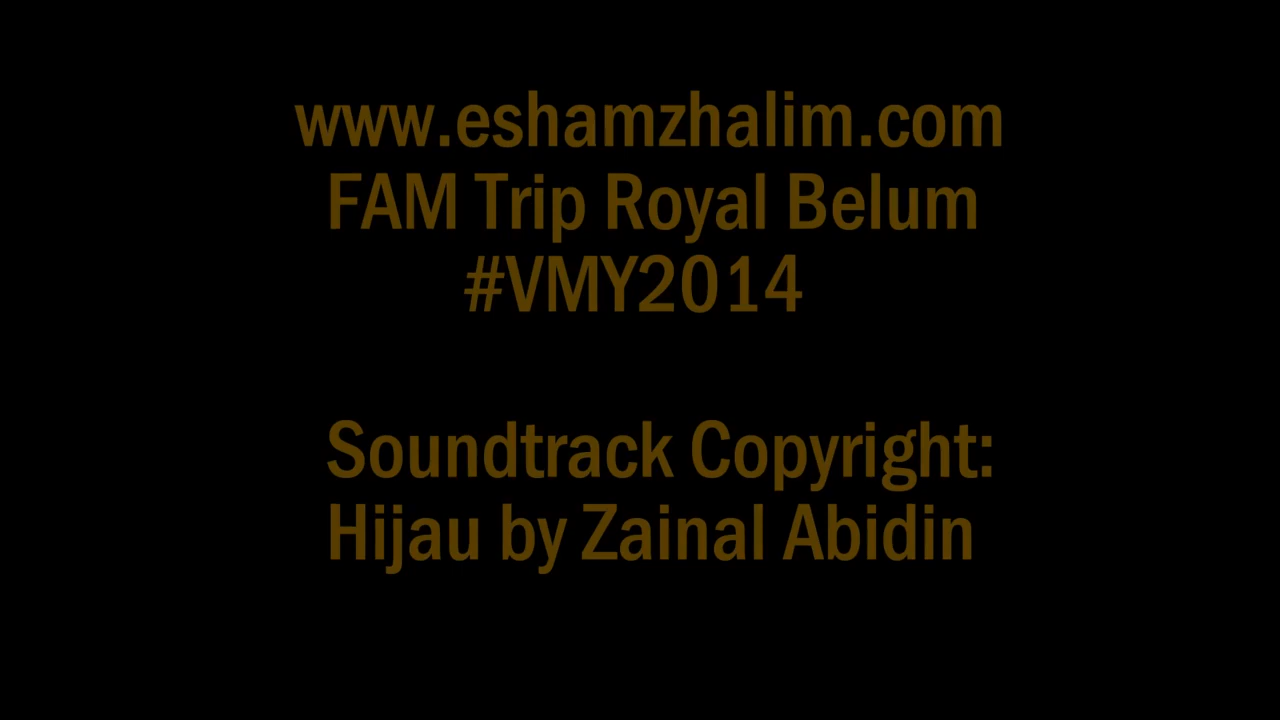 www.eshamzhalim.com
FAM Trip Royal Belum
#VMY2014
Soundtrack Copyright:
Hijau by Zainal Abidin